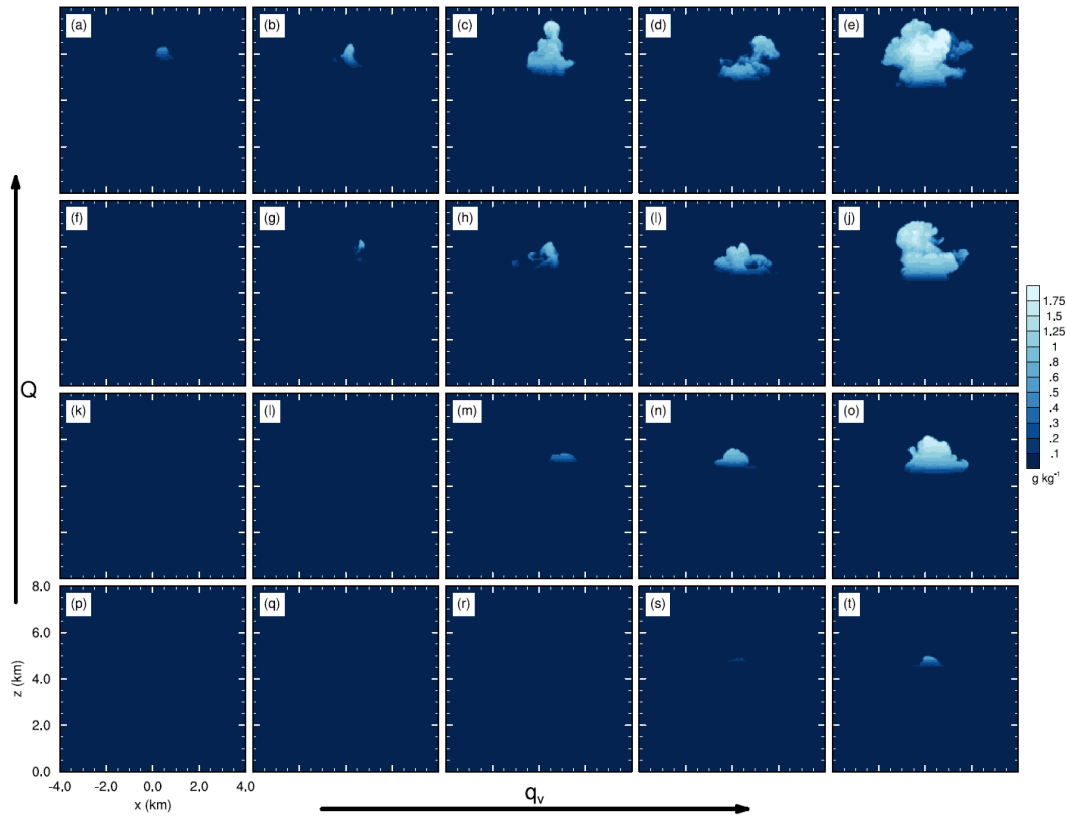 (a) (b) (c) (d) (e)
(f) (g) (h) (l) (j)
Q
1.75
1.5
1.25
1
.8
.6
.5
.4
.3
.2
.1
g kg⁻¹
(k) (l) (m) (n) (o)
(p) (q) (r) (s) (t)
8.0
6.0
4.0
2.0
0.0
z (km)
-4.0 -2.0 0.0 2.0 4.0
x (km)
qᵥ